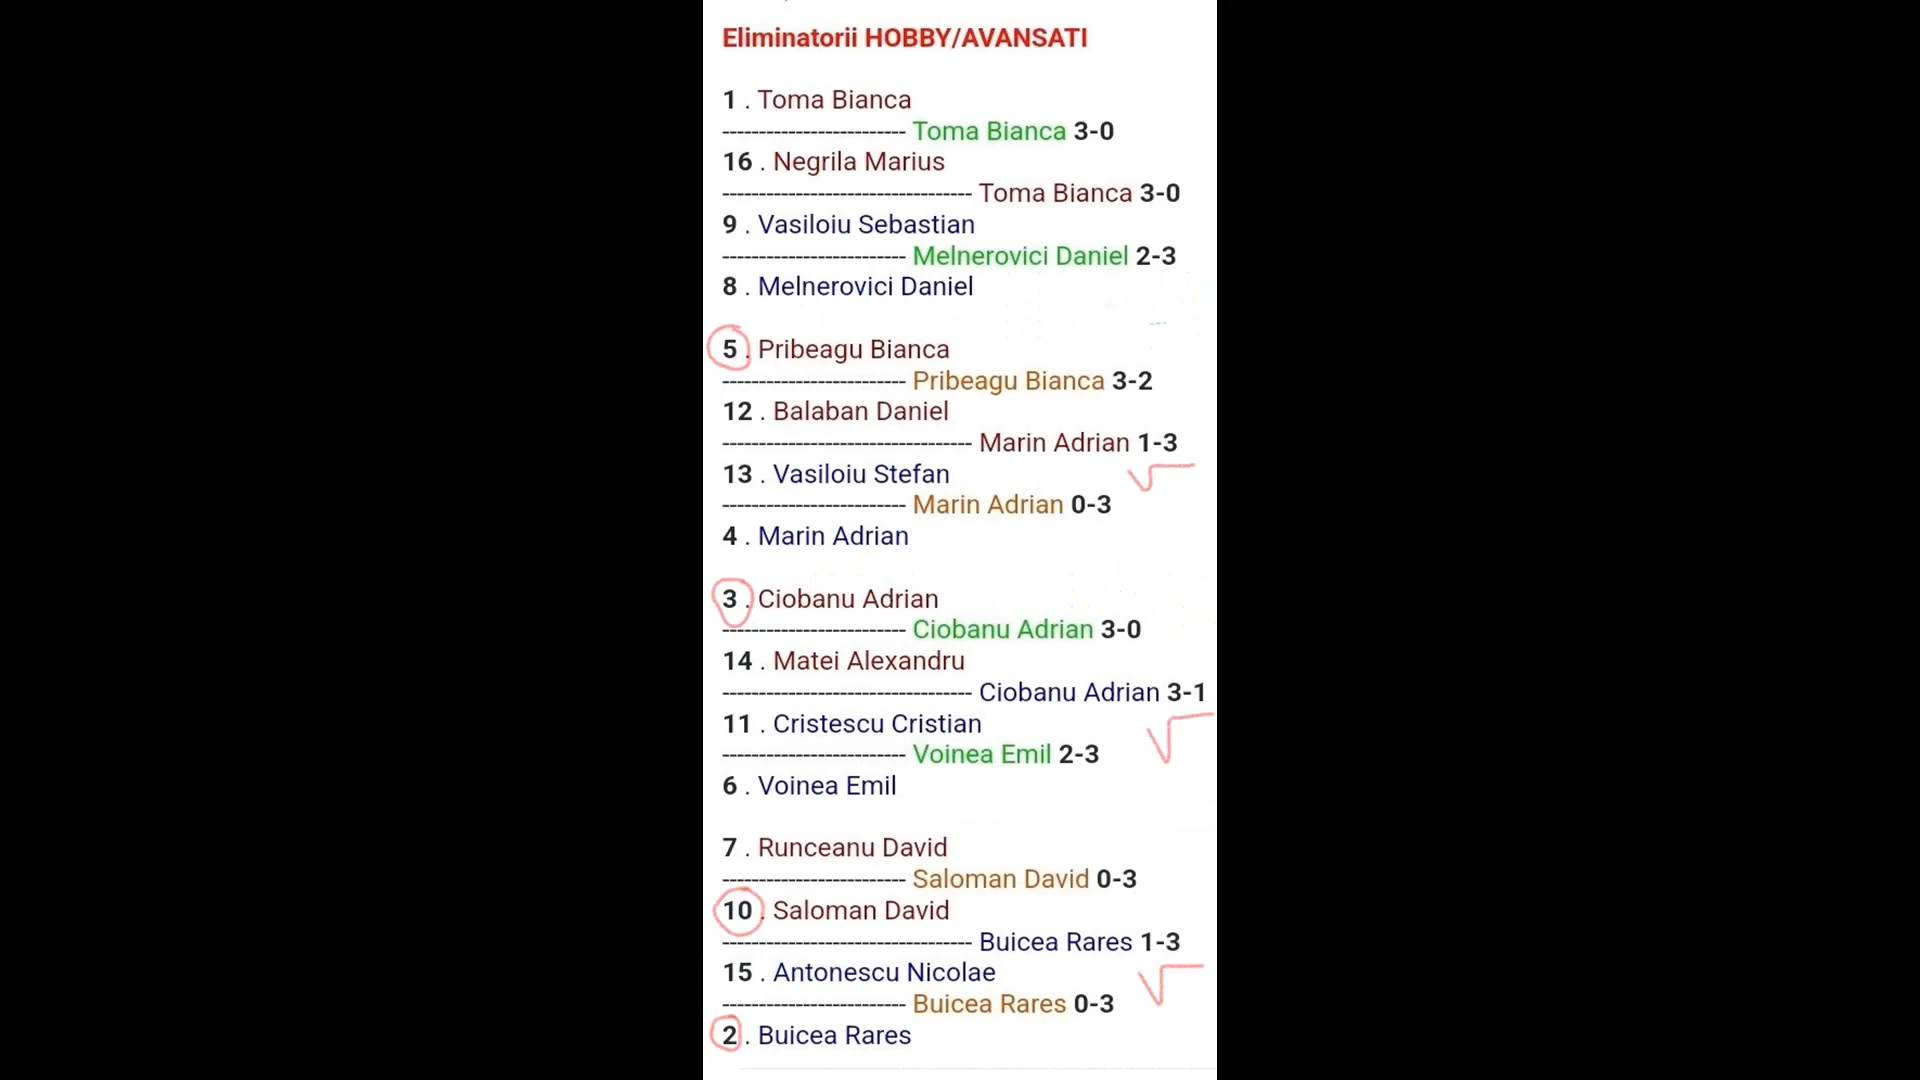 Eliminatorii HOBBY/AVANSATI
1 . Toma Bianca
------------------------- Toma Bianca 3-0
16 . Negrila Marius
---------------------------------- Toma Bianca 3-0
9 . Vasiloiu Sebastian
------------------------- Melnerovici Daniel 2-3
8 . Melnerovici Daniel
5 . Pribeagu Bianca
------------------------- Pribeagu Bianca 3-2
12 . Balaban Daniel
---------------------------------- Marin Adrian 1-3
13 . Vasiloiu Stefan
------------------------- Marin Adrian 0-3
4 . Marin Adrian
3 . Ciobanu Adrian
------------------------- Ciobanu Adrian 3-0
14 . Matei Alexandru
---------------------------------- Ciobanu Adrian 3-1
11 . Cristescu Cristian
------------------------- Voinea Emil 2-3
6 . Voinea Emil
7 . Runceanu David
------------------------- Saloman David 0-3
10 . Saloman David
---------------------------------- Buicea Rares 1-3
15 . Antonescu Nicolae
------------------------- Buicea Rares 0-3
2 . Buicea Rares